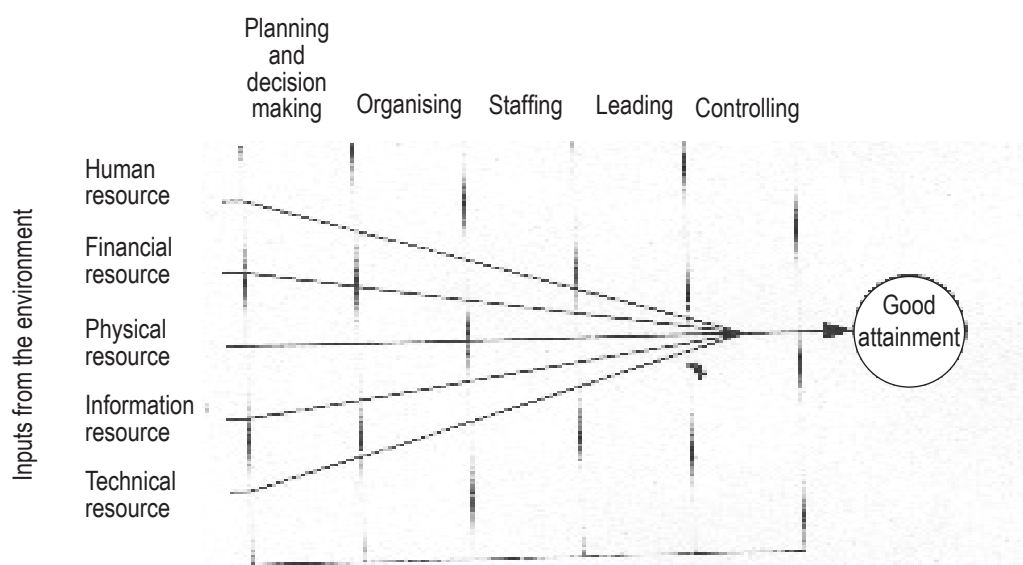 Planning
and
decision
making
Organising
Staffing
Leading
Controlling
Inputs from the environment
Human
resource
Financial
resource
Physical
resource
Information
resource
Technical
resource
Good
attainment